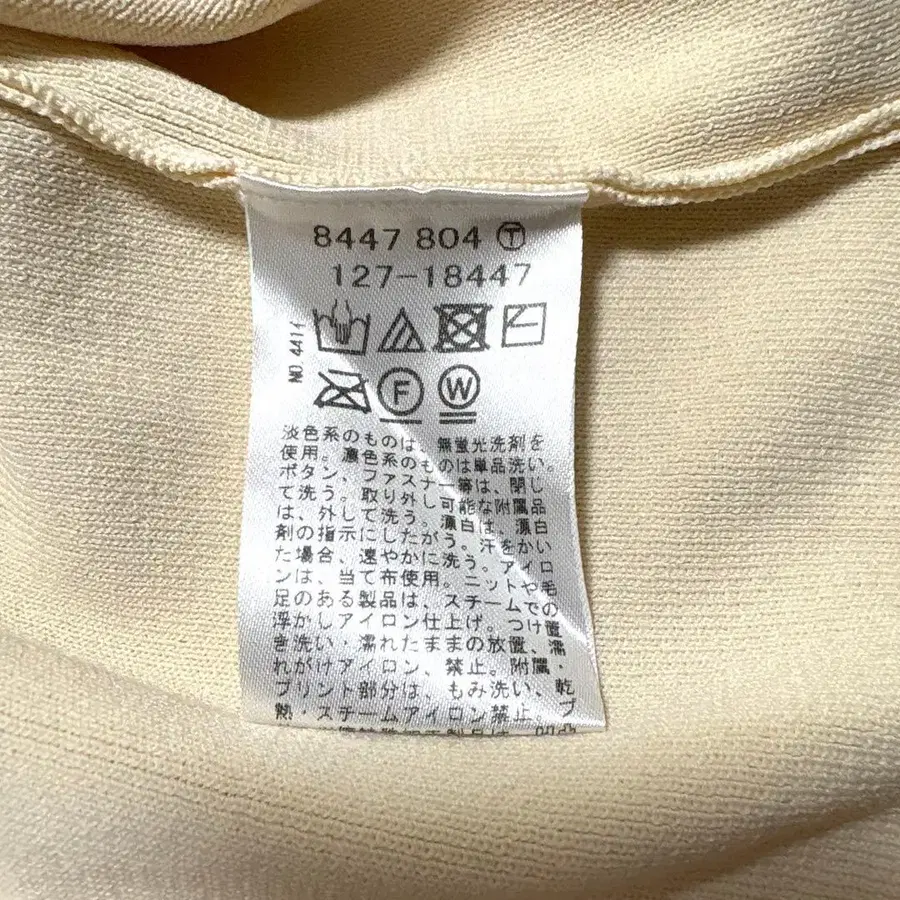 8447 804 Ⓣ
127-18447
NO.4414
F W
淡色系のものは、無蛍光洗剤を
使用。濃色系のものは単品洗い。
ボタン、ファスナー等は、閉じ
て洗う。取り外し可能な附属品
は、外して洗う。漂白は、漂白
剤の指示にしたがう。汗をかい
た場合、速やかに洗う。アイロ
ンは、当て布使用。ニットや毛
足のある製品は、スチームでの
浮かしアイロン仕上げ。つけ置
き洗い・濡れたままの放置、濡
れがけアイロン、禁止。附属・
プリント部分は、もみ洗い、乾
熱・スチームアイロン禁止。プ